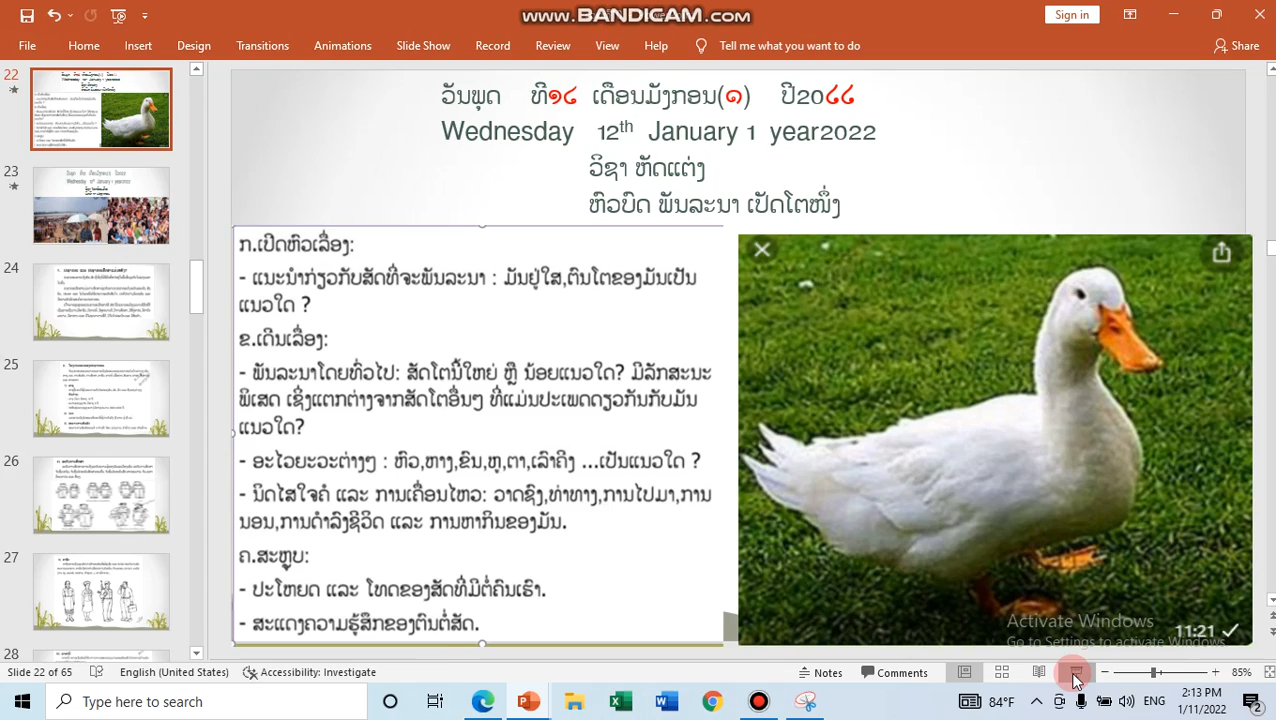 www.BANDICAM.com
Sign in
File Home Insert Design Transitions Animations Slide Show Record Review View Help Tell me what you want to do Share
22
23
24
25
26
27
28
ວັນພຸດ ທີ໑໒ ເດືອນມັງກອນ(໑) ປີ20໒໒
Wednesday 12th January 1 year2022
ວິຊາ ຫັດແຕ່ງ
ຫົວບົດ ພັນລະນາ ເປັດໂຕໜຶ່ງ
ກ.ເປີດຫົວເລື່ອງ:
- ແນະນຳກ່ຽວກັບສັດທີ່ຈະພັນລະນາ : ມັນຢູ່ໃສ,ຕົນໂຕຂອງມັນເປັນ
ແນວໃດ ?
ຂ.ເດີນເລື່ອງ:
- ພັນລະນາໂດຍທົ່ວໄປ: ສັດໂຕນີ້ໃຫຍ່ ຫຼື ນ້ອຍແນວໃດ? ມີລັກສະນະ
ພິເສດ ເຊິ່ງແຕກຕ່າງຈາກສັດໂຕອື່ນໆ ທີ່ແມ່ນປະເພດດຽວກັນກັບມັນ
ແນວໃດ?
- ອະໄວຍະວະຕ່າງໆ : ຫົວ,ຫາງ,ຂົນ,ຫູ,ຕາ,ເລົາຄີງ ...ເປັນແນວໃດ ?
- ນິດໄສໃຈຄໍ ແລະ ການເຄື່ອນໄຫວ: ວາດຊົງ,ທ່າທາງ,ການໄປມາ,ການ
ນອນ,ການດຳລົງຊີວິດ ແລະ ການຫາກິນຂອງມັນ.
ຄ.ສະຫຼຸບ:
- ປະໂຫຍດ ແລະ ໂທດຂອງສັດທີ່ມີຕໍ່ຄົນເຮົາ.
- ສະແດງຄວາມຮູ້ສຶກຂອງຕົນຕໍ່ສັດ.
11:21
Activate Windows
Go to Settings to activate Windows.
Slide 22 of 65 English (United States) Accessibility: Investigate Notes Comments 85%
Type here to search 84°F ENG 2:13 PM
1/11/2022 2